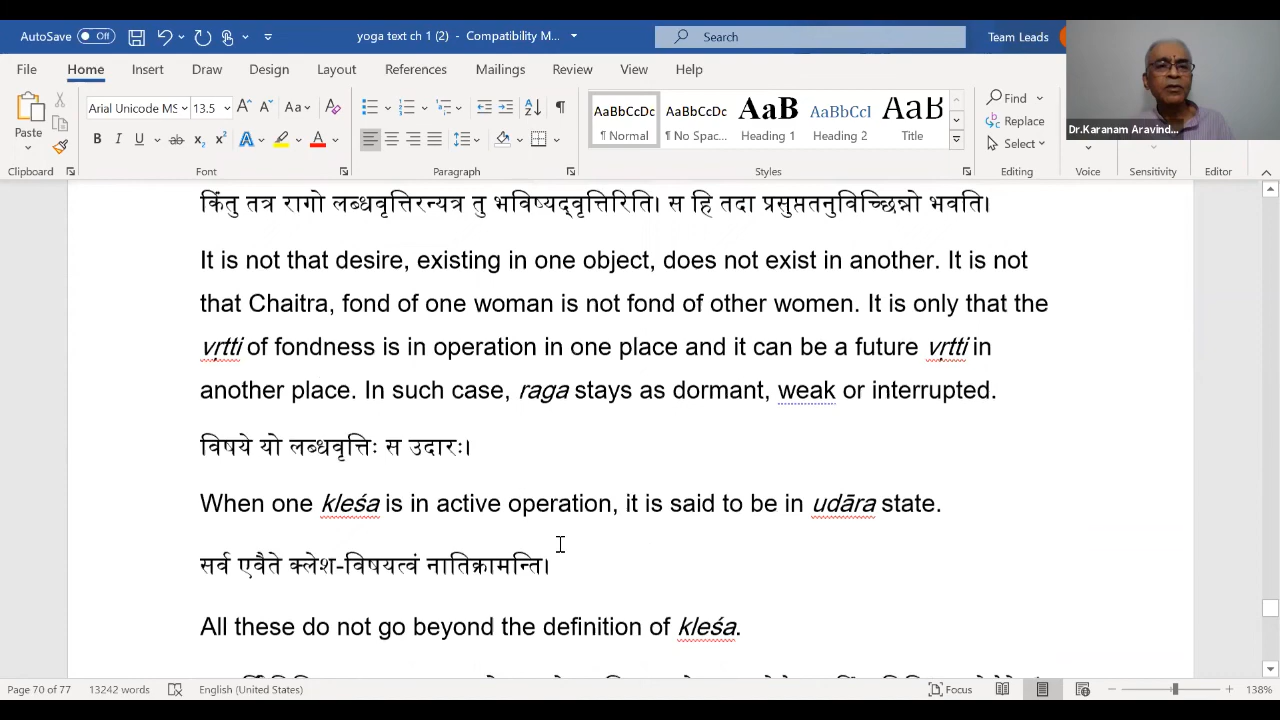 AutoSave Off yoga text ch 1 (2) - Compatibility M... Search Team Leads
File Home Insert Draw Design Layout References Mailings Review View Help
Paste Arial Unicode MS 13.5 Aa AaBbCcDc AaBbCcDc AaB AaBbCcI AaB Find
¶ Normal ¶ No Spac... Heading 1 Heading 2 Title Replace
Select
Dr.Karanam Aravind...
Clipboard Font Paragraph Styles Editing Voice Sensitivity Editor
किंतु तत्र रागो लब्धवृत्तिरन्यत्र तु भविष्यद्वृत्तिरिति। स हि तदा प्रसुप्ततनुविच्छिन्नो भवति।
It is not that desire, existing in one object, does not exist in another. It is not
that Chaitra, fond of one woman is not fond of other women. It is only that the
vṛtti of fondness is in operation in one place and it can be a future vṛtti in
another place. In such case, raga stays as dormant, weak or interrupted.
विषये यो लब्धवृत्तिः स उदारः।
When one kleśa is in active operation, it is said to be in udāra state.
सर्व एवैते क्लेश-विषयत्वं नातिक्रामन्ति।
All these do not go beyond the definition of kleśa.
Page 70 of 77 13242 words English (United States) Focus 138%